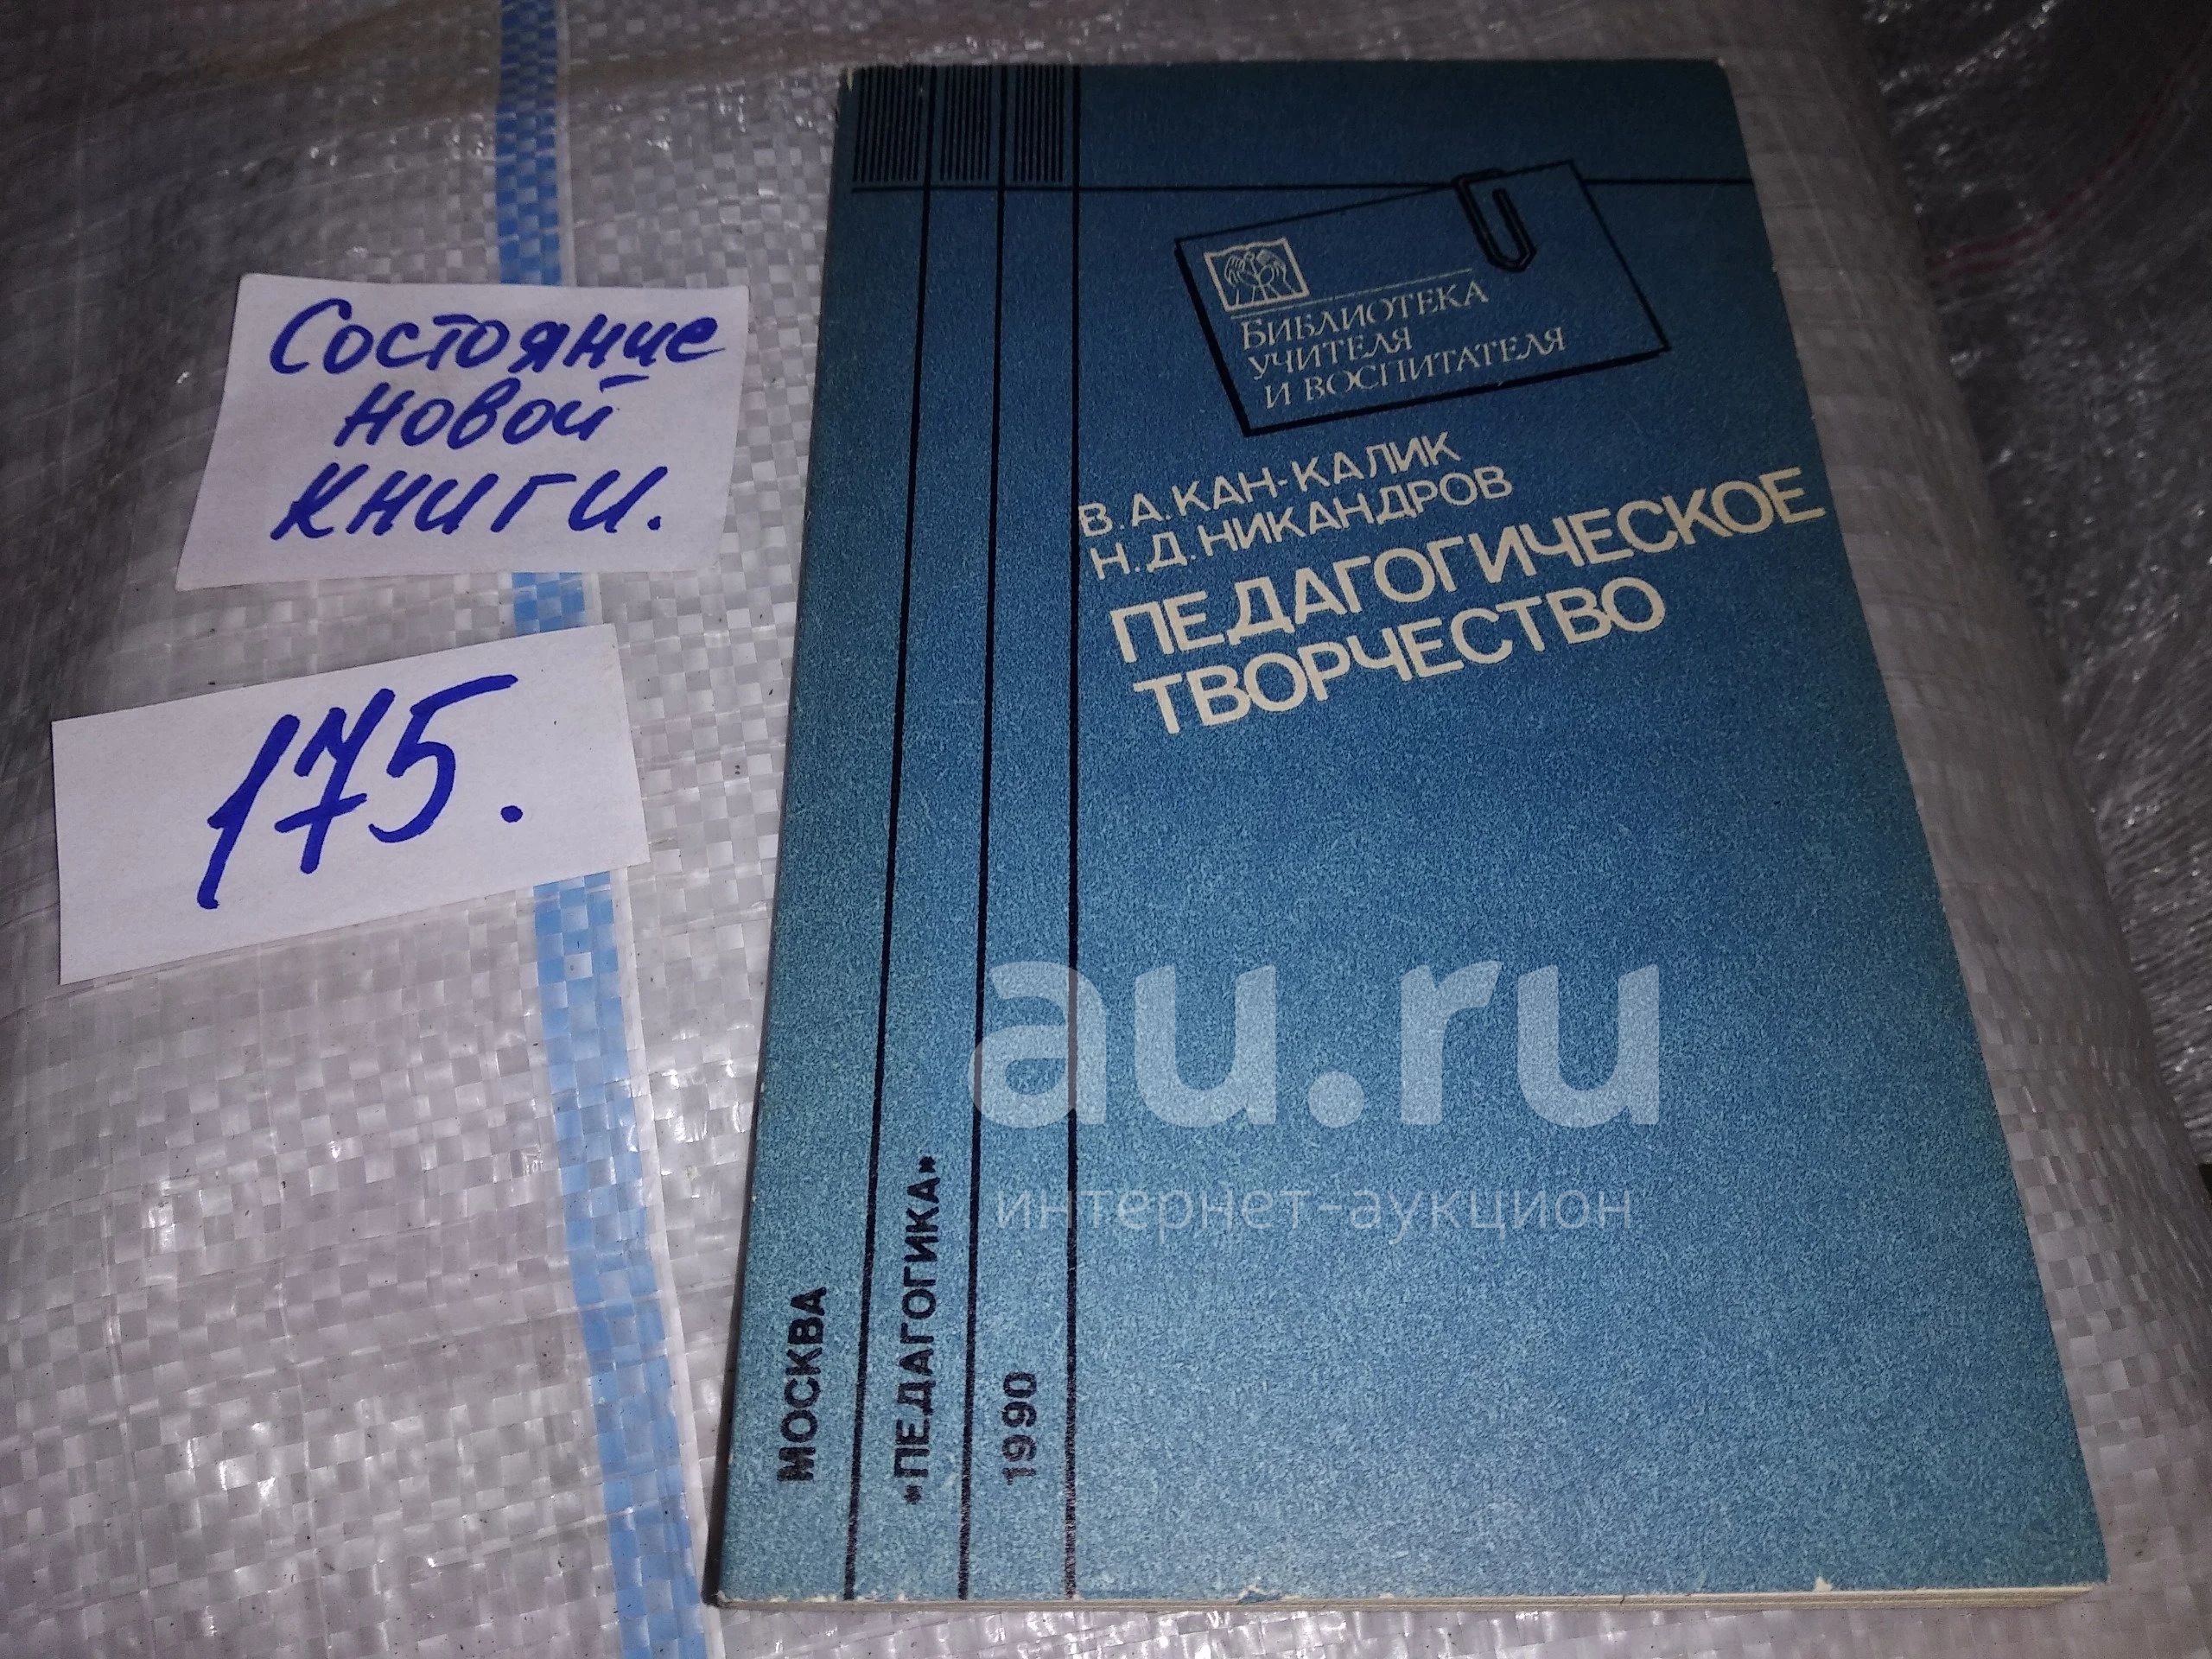 Состояние
новой
книги.
175.
БИБЛИОТЕКА
УЧИТЕЛЯ
И ВОСПИТАТЕЛЯ
В.А.КАН-КАЛИК
Н.Д.НИКАНДРОВ
ПЕДАГОГИЧЕСКОЕ
ТВОРЧЕСТВО
МОСКВА
«ПЕДАГОГИКА»
1990
au.ru
интернет-аукцион